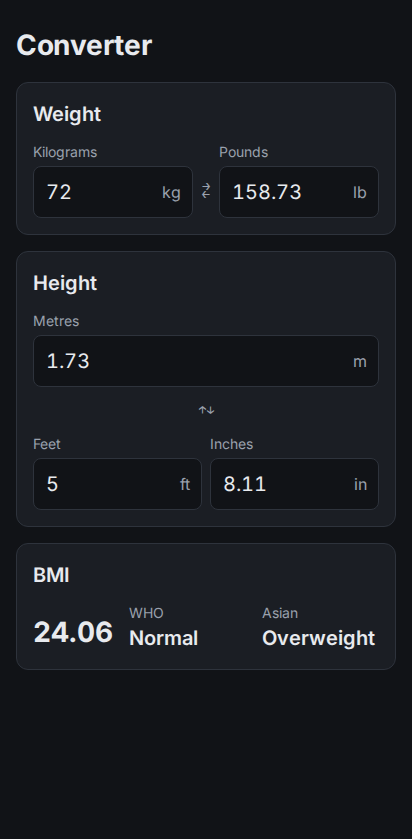 Converter
Weight
Kilograms Pounds
72 kg ⇄ 158.73 lb
Height
Metres
1.73 m
↑↓
Feet Inches
5 ft 8.11 in
BMI
WHO Asian
24.06 Normal Overweight